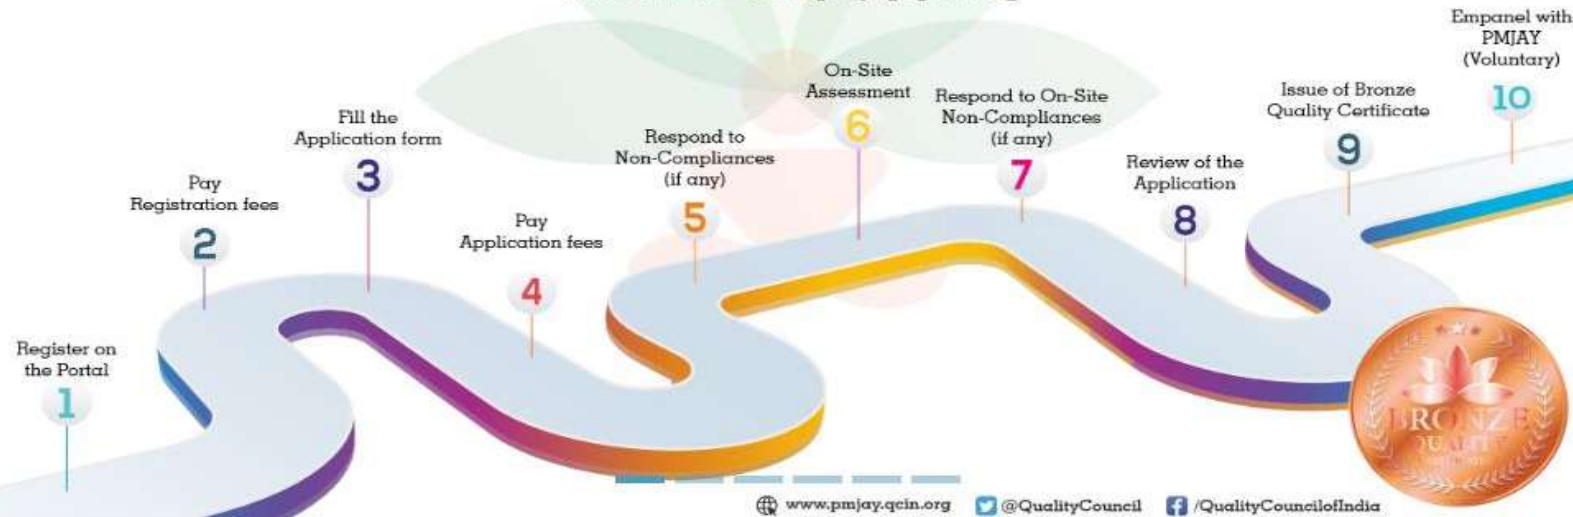 Register on
the Portal
1
Pay
Registration fees
2
Fill the
Application form
3
Pay
Application fees
4
Respond to
Non-Compliances
(if any)
5
On-Site
Assessment
6
Respond to On-Site
Non-Compliances
(if any)
7
Review of the
Application
8
Issue of Bronze
Quality Certificate
9
Empanel with
PMJAY
(Voluntary)
10
BRONZE
QUALITY
www.pmjay.qcin.org
@QualityCouncil
/QualityCouncilofIndia